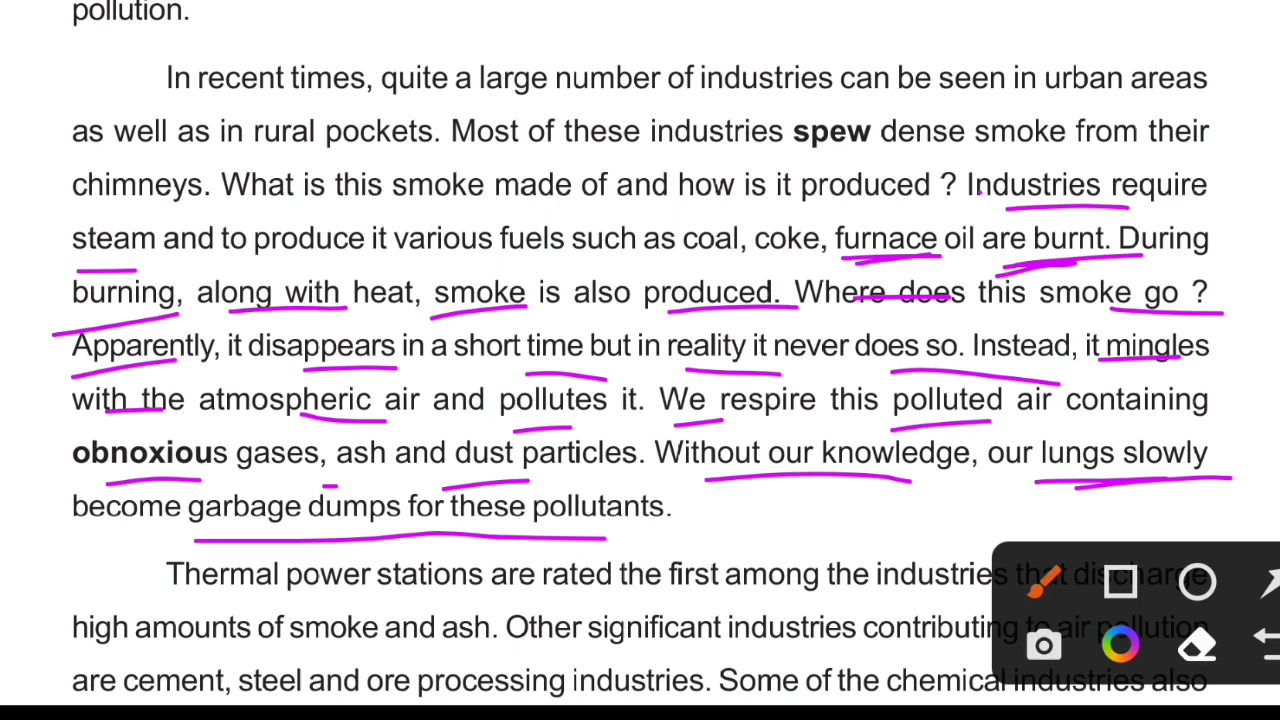 pollution.
In recent times, quite a large number of industries can be seen in urban areas
as well as in rural pockets. Most of these industries spew dense smoke from their
chimneys. What is this smoke made of and how is it produced ? Industries require
steam and to produce it various fuels such as coal, coke, furnace oil are burnt. During
burning, along with heat, smoke is also produced. Where does this smoke go ?
Apparently, it disappears in a short time but in reality it never does so. Instead, it mingles
with the atmospheric air and pollutes it. We respire this polluted air containing
obnoxious gases, ash and dust particles. Without our knowledge, our lungs slowly
become garbage dumps for these pollutants.
Thermal power stations are rated the first among the industries that discharge
high amounts of smoke and ash. Other significant industries contributing to air pollution
are cement, steel and ore processing industries. Some of the chemical industries also